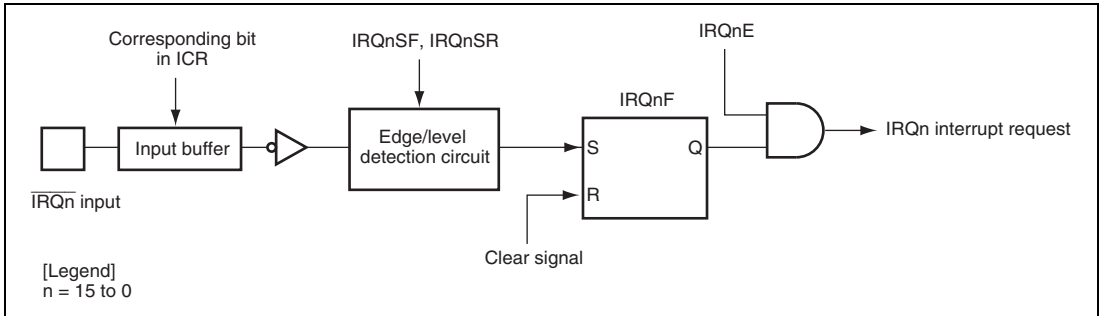 Corresponding bit
in ICR
IRQnSF, IRQnSR
IRQnE
IRQnF
Input buffer
Edge/level
detection circuit
S
Q
R
IRQn interrupt request
I̅R̅Q̅n̅ input
Clear signal
[Legend]
n = 15 to 0